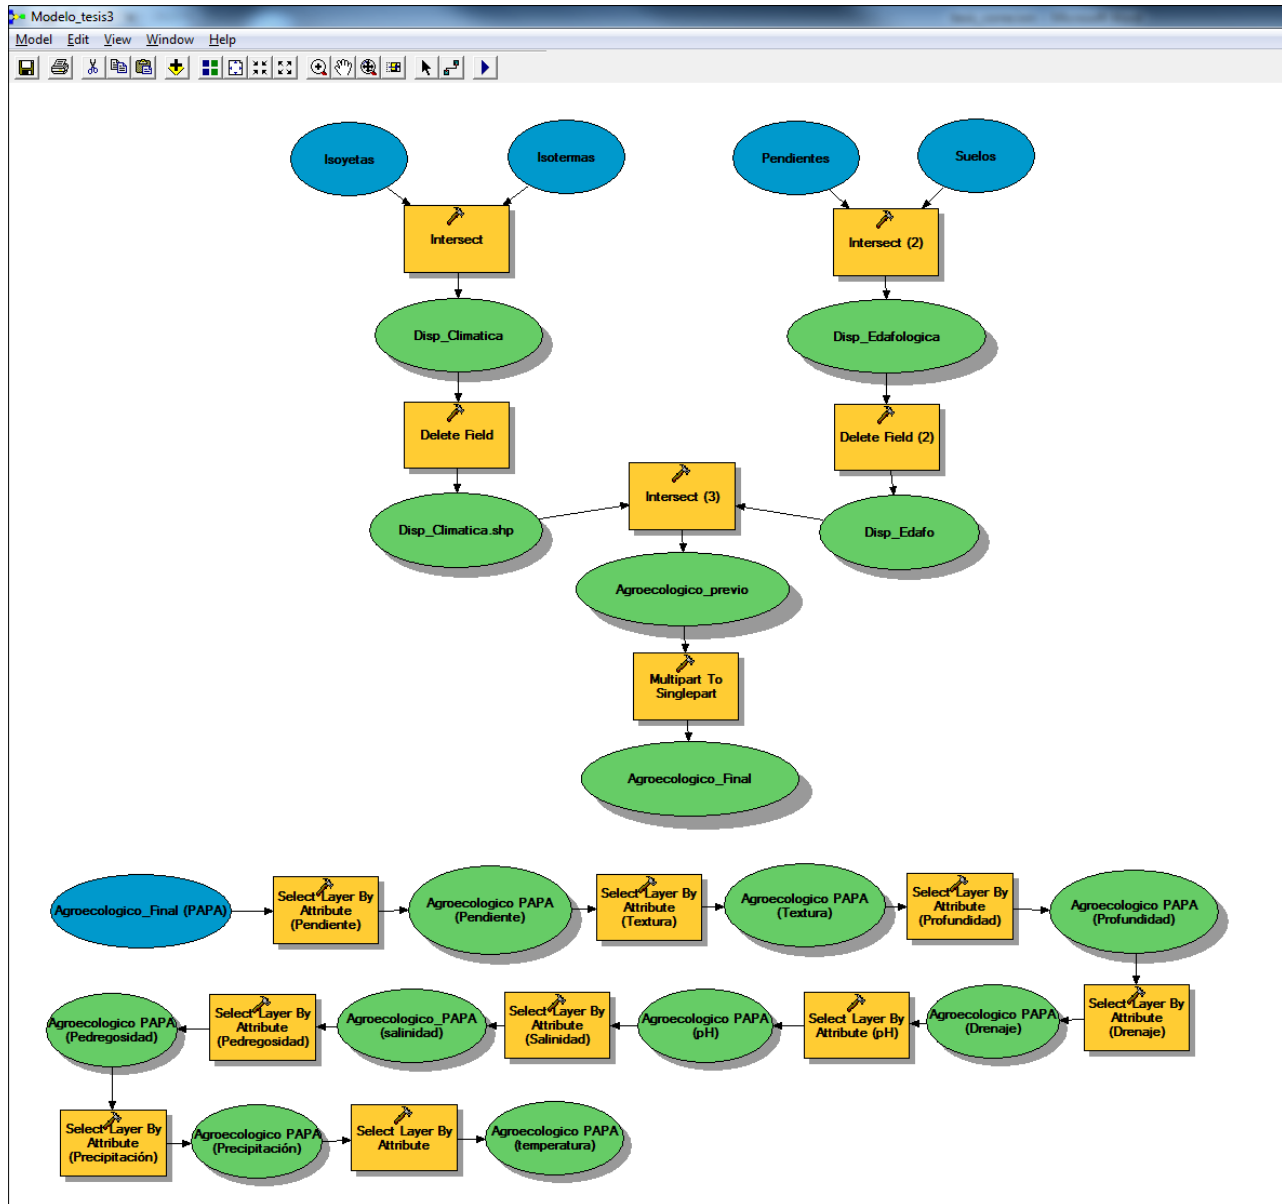 Modelo_tesis3
Model Edit View Window Help
Isoyetas
Isotermas
Pendientes
Suelos
Intersect
Intersect (2)
Disp_Climatica
Disp_Edafologica
Delete Field
Delete Field (2)
Intersect (3)
Disp_Climatica.shp
Disp_Edafo
Agroecologico_previo
Multipart To
Singlepart
Agroecologico_Final
Agroecologico_Final (PAPA)
Select Layer By
Attribute
(Pendiente)
Agroecologico PAPA
(Pendiente)
Select Layer By
Attribute
(Textura)
Agroecologico PAPA
(Textura)
Select Layer By
Attribute
(Profundidad)
Agroecologico PAPA
(Profundidad)
Agroecologico PAPA
(Pedregosidad)
Select Layer By
Attribute
(Pedregosidad)
Agroecologico_PAPA
(salinidad)
Select Layer By
Attribute
(Salinidad)
Agroecologico PAPA
(pH)
Select Layer By
Attribute (pH)
Agroecologico PAPA
(Drenaje)
Select Layer By
Attribute
(Drenaje)
Select Layer By
Attribute
(Precipitación)
Agroecologico PAPA
(Precipitación)
Select Layer By
Attribute
Agroecologico PAPA
(temperatura)